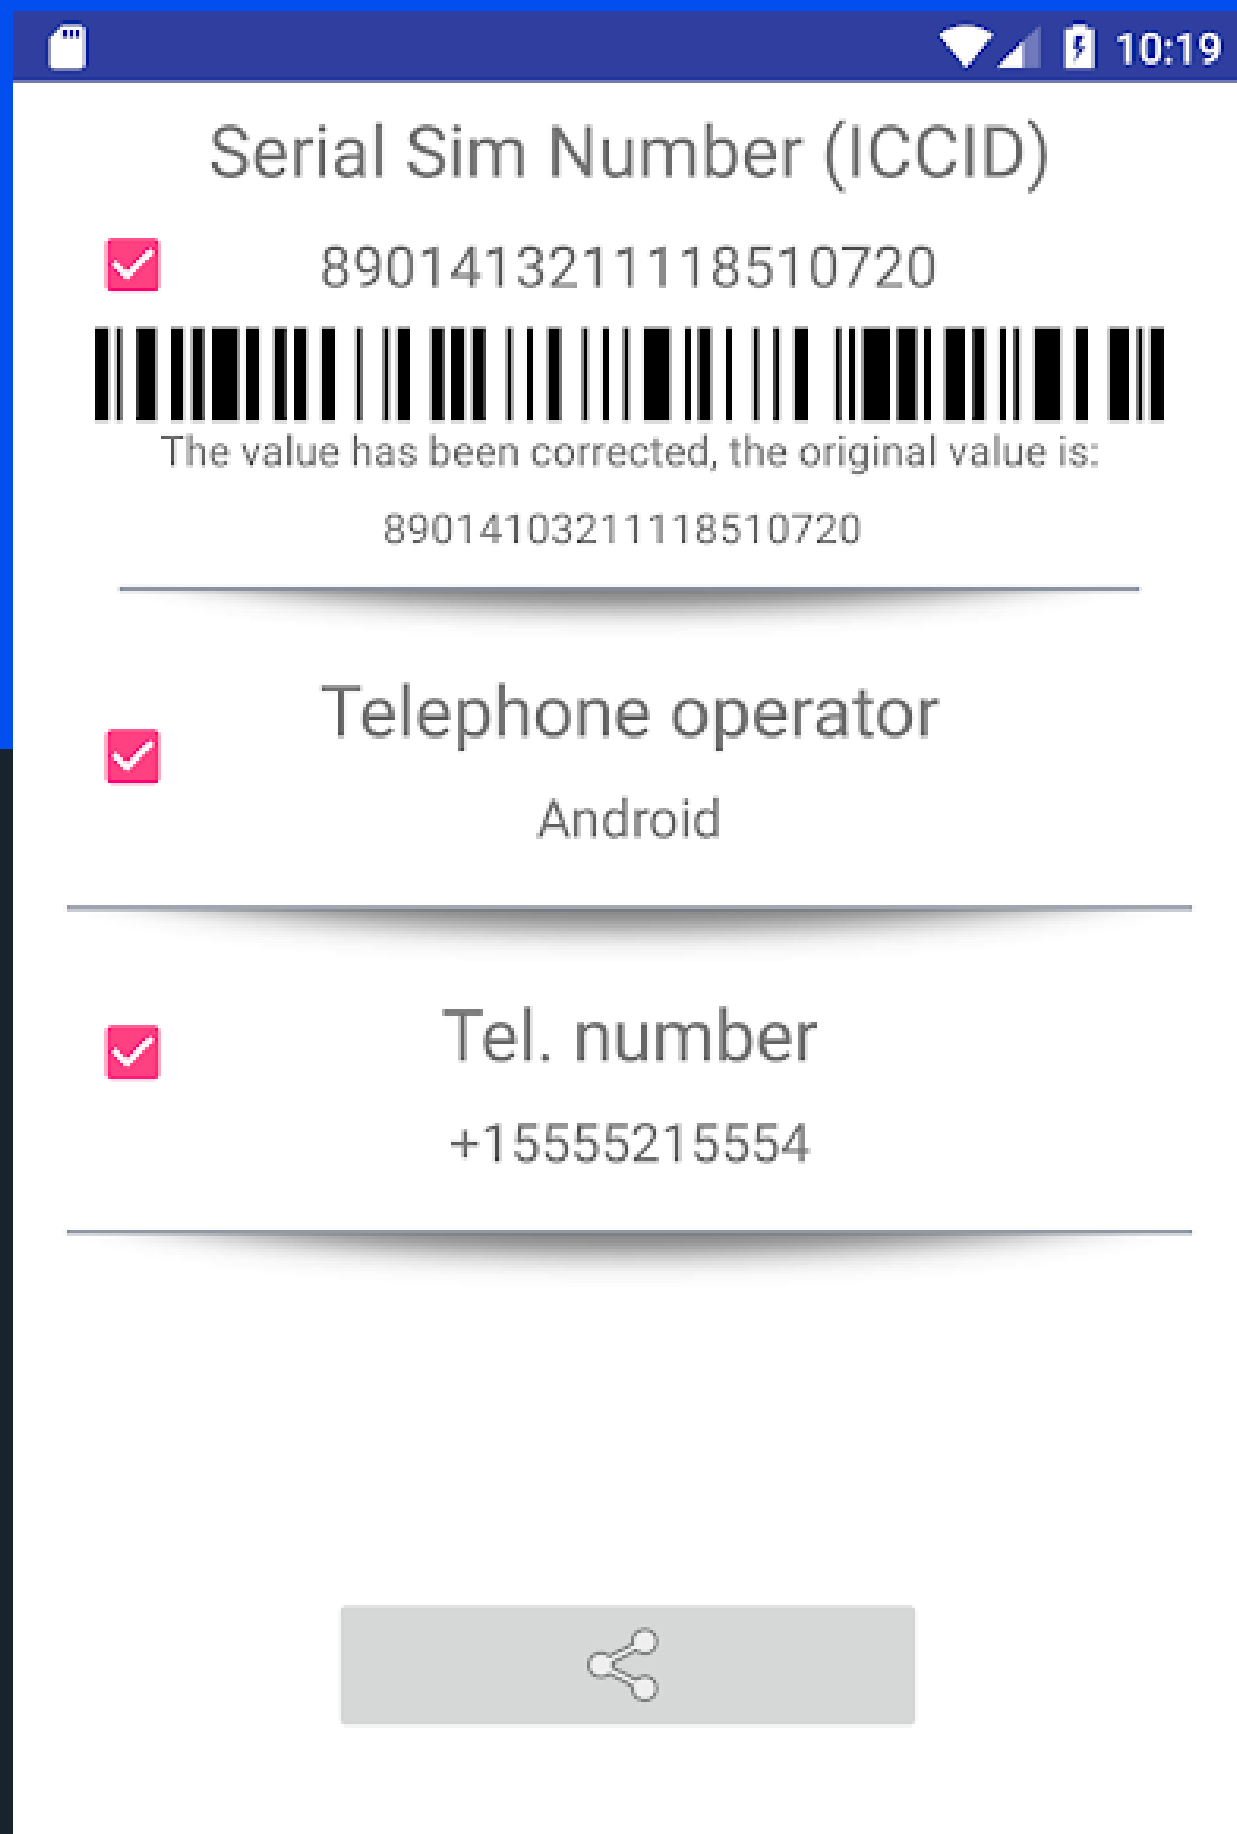 10:19
Serial Sim Number (ICCID)
8901413211118510720
The value has been corrected, the original value is:
89014103211118510720
Telephone operator
Android
Tel. number
+15555215554